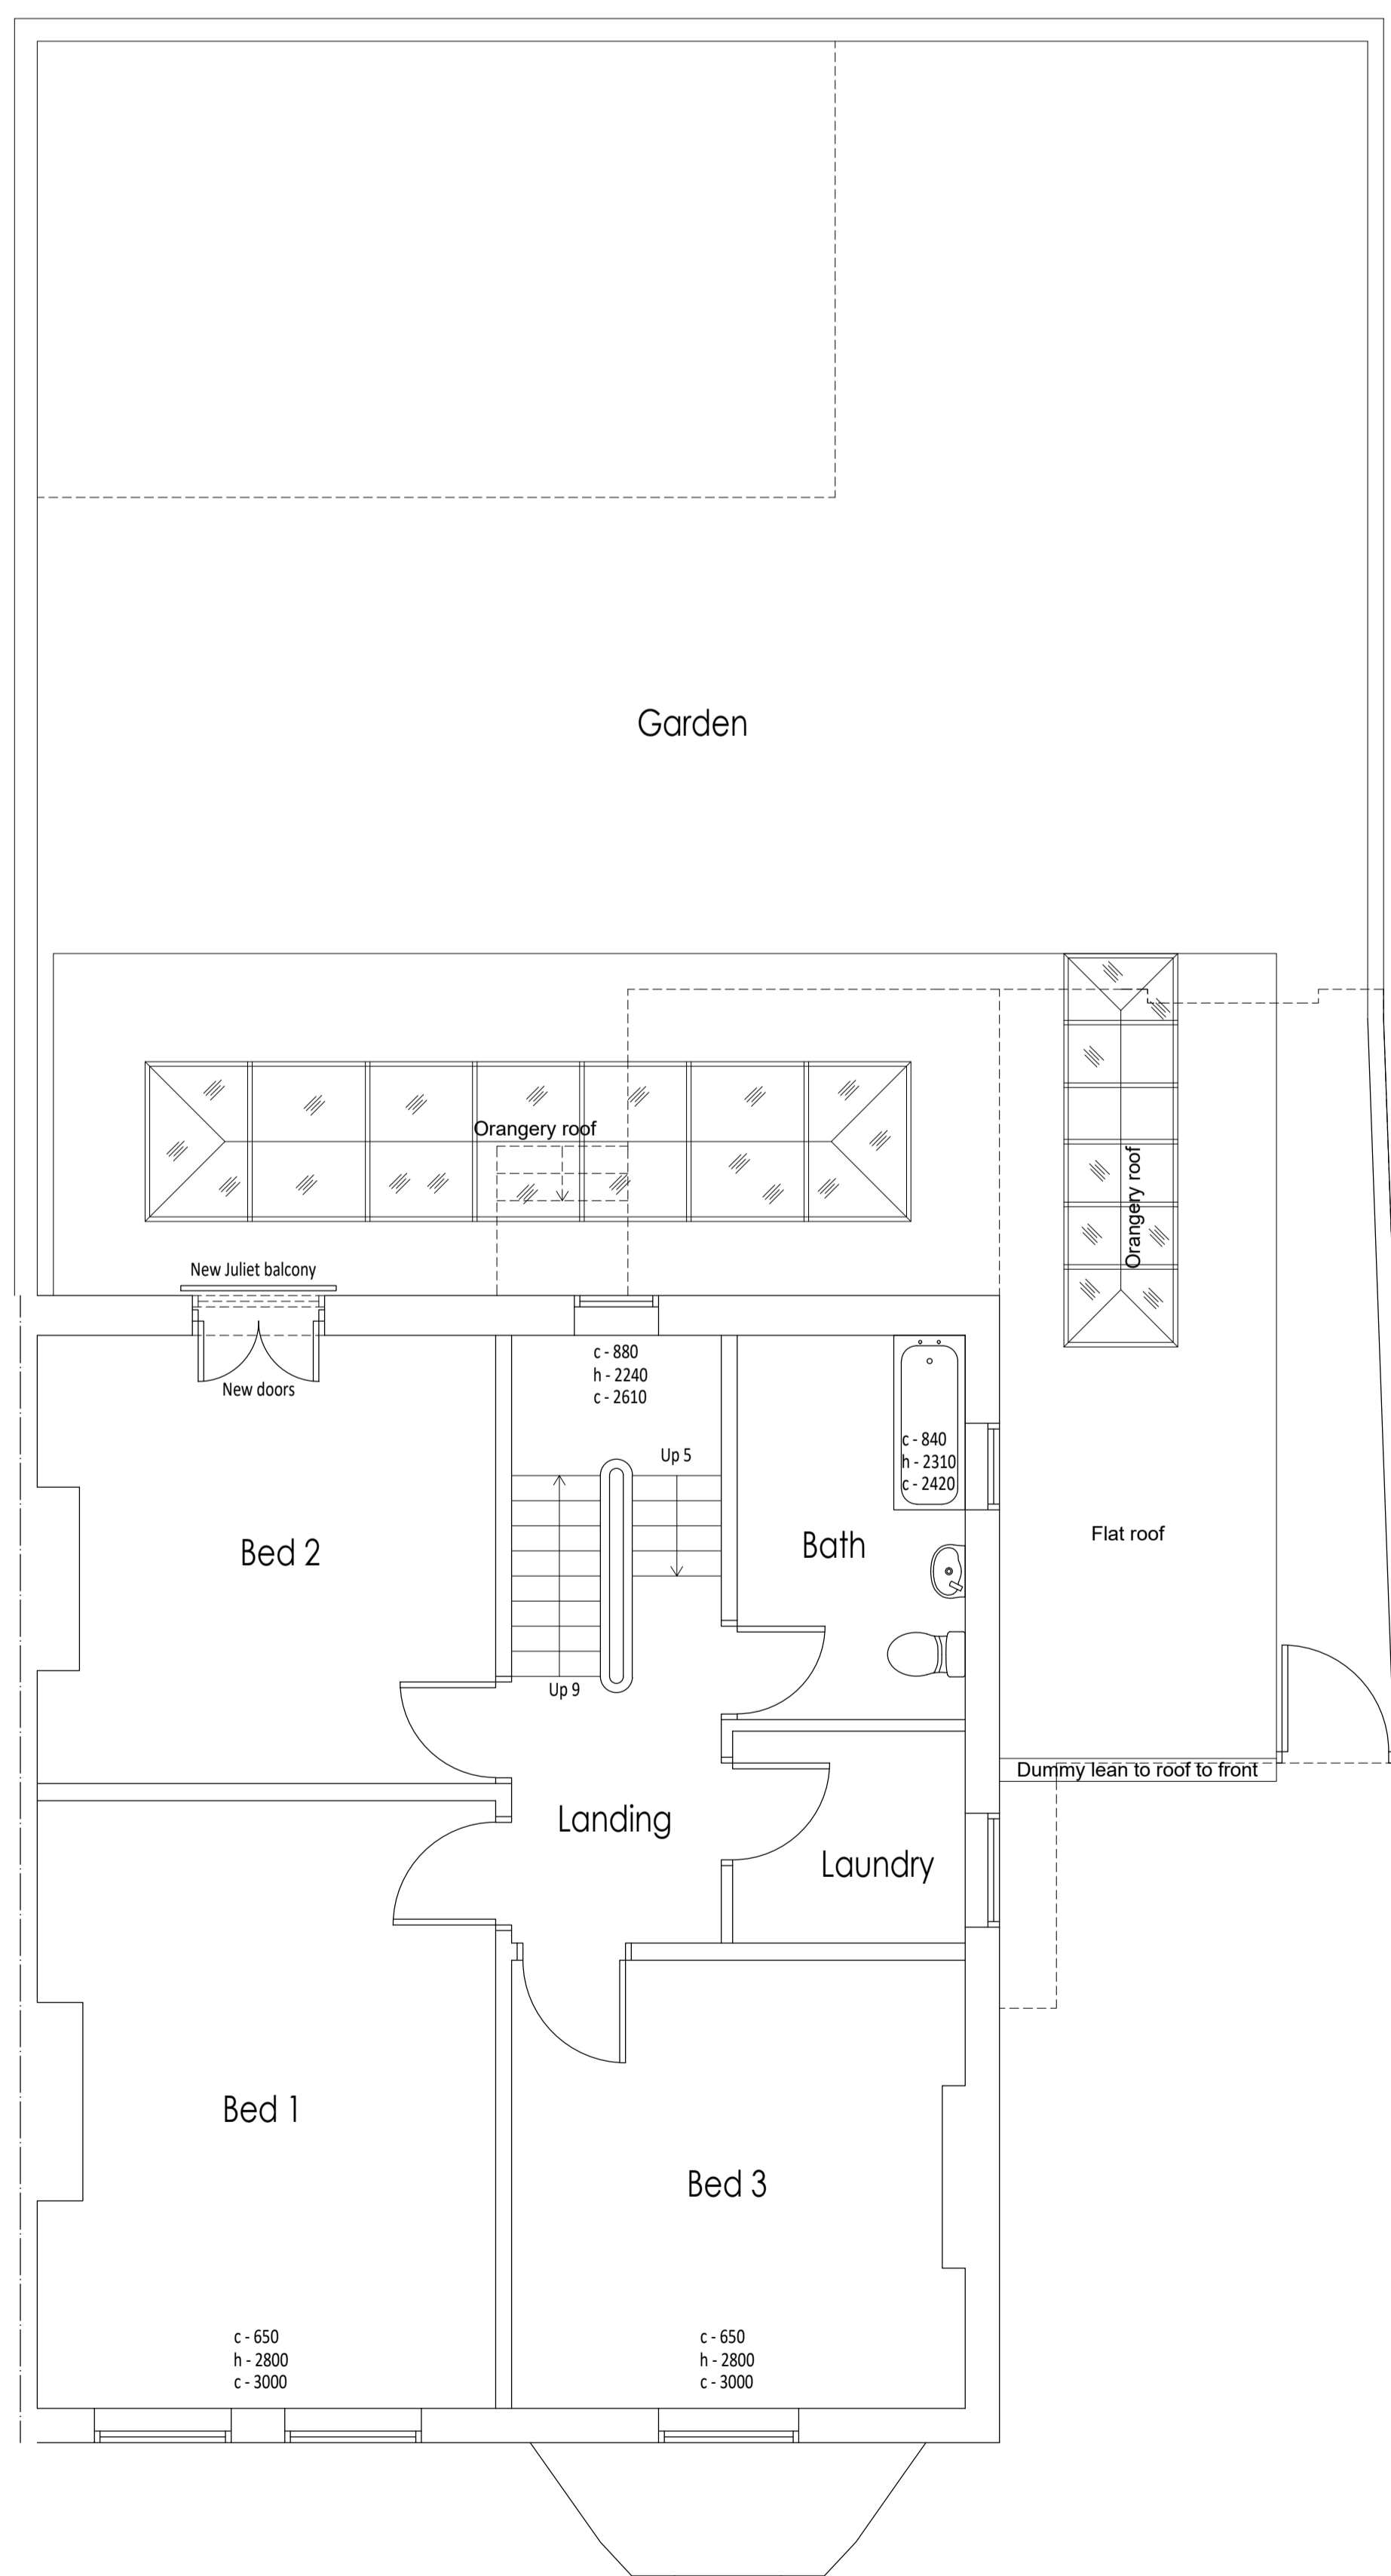 Garden
Orangery roof
Orangery roof
New Juliet balcony
New doors
c - 880
h - 2240
c - 2610
c - 840
h - 2310
c - 2420
Up 5
Flat roof
Bath
Bed 2
Up 9
Dummy lean to roof to front
Landing
Laundry
Bed 1
Bed 3
c - 650
h - 2800
c - 3000
c - 650
h - 2800
c - 3000